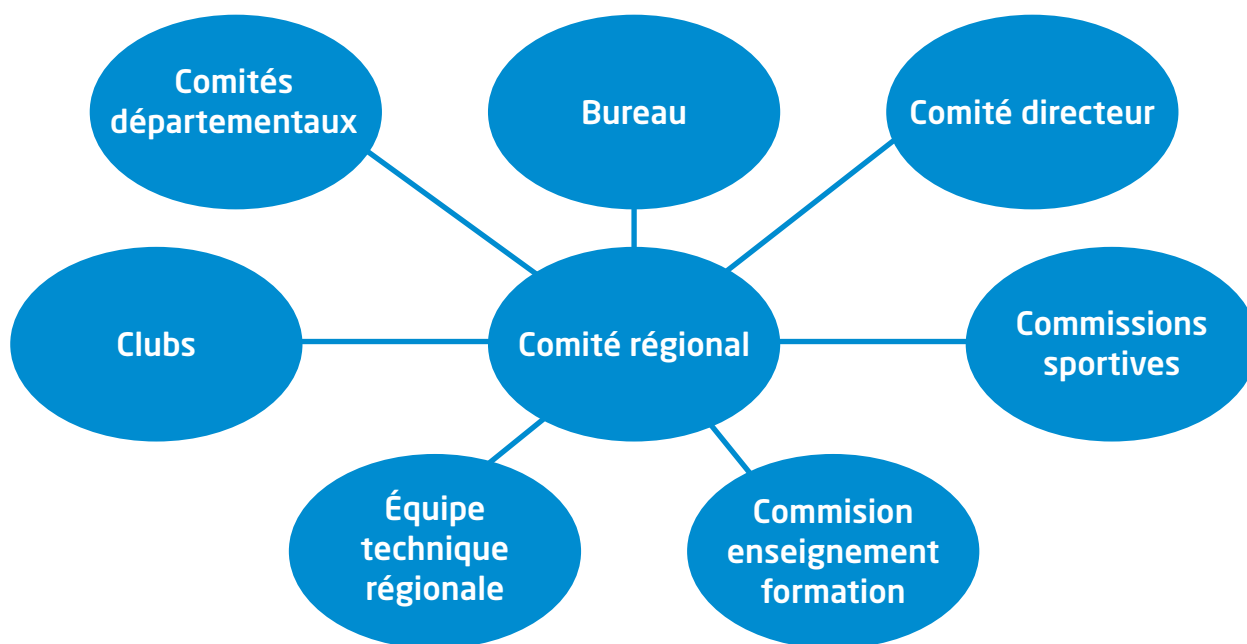 Comités
départementaux
Bureau
Comité directeur
Clubs
Comité régional
Commissions
sportives
Équipe
technique
régionale
Commision
enseignement
formation